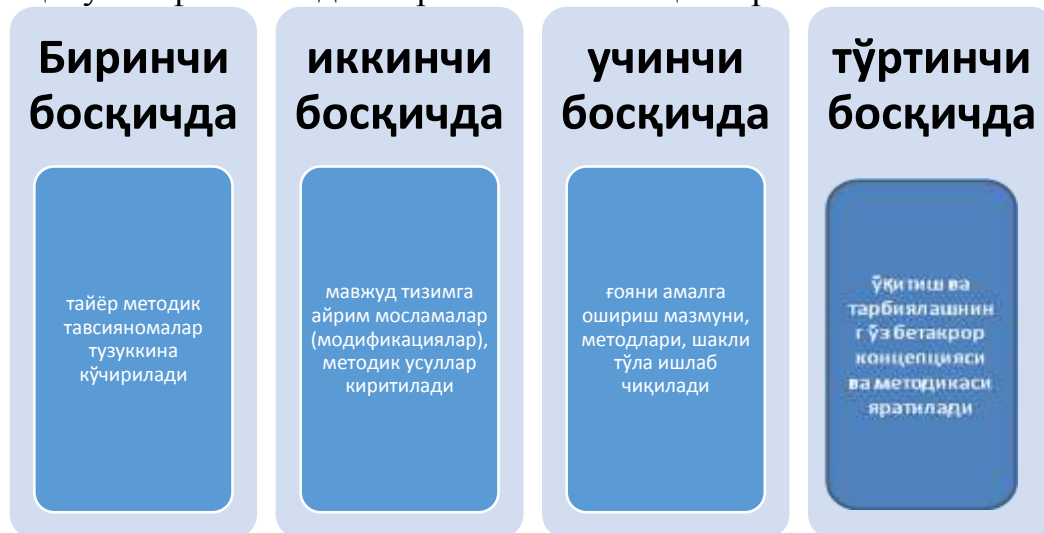 Биринчи
босқичда
тайёр методик
тавсияномалар
тузуккина
кўчирилади
иккинчи
босқичда
мавжуд тизимга
айрим мосламалар
(модификациялар),
методик усуллар
киритилади
учинчи
босқичда
ғояни амалга
ошириш мазмуни,
методлари, шакли
тўла ишлаб
чиқилади
тўртинчи
босқичда
ўқитиш ва
тарбиялашнин
г ўз бетакрор
концепцияси
ва методикаси
яратилади